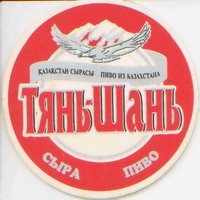 ҚАЗАҚСТАН СЫРАСЫ ПИВО ИЗ КАЗАХСТАНА
ТЯНЬ-ШАНЬ
СЫРА ПИВО